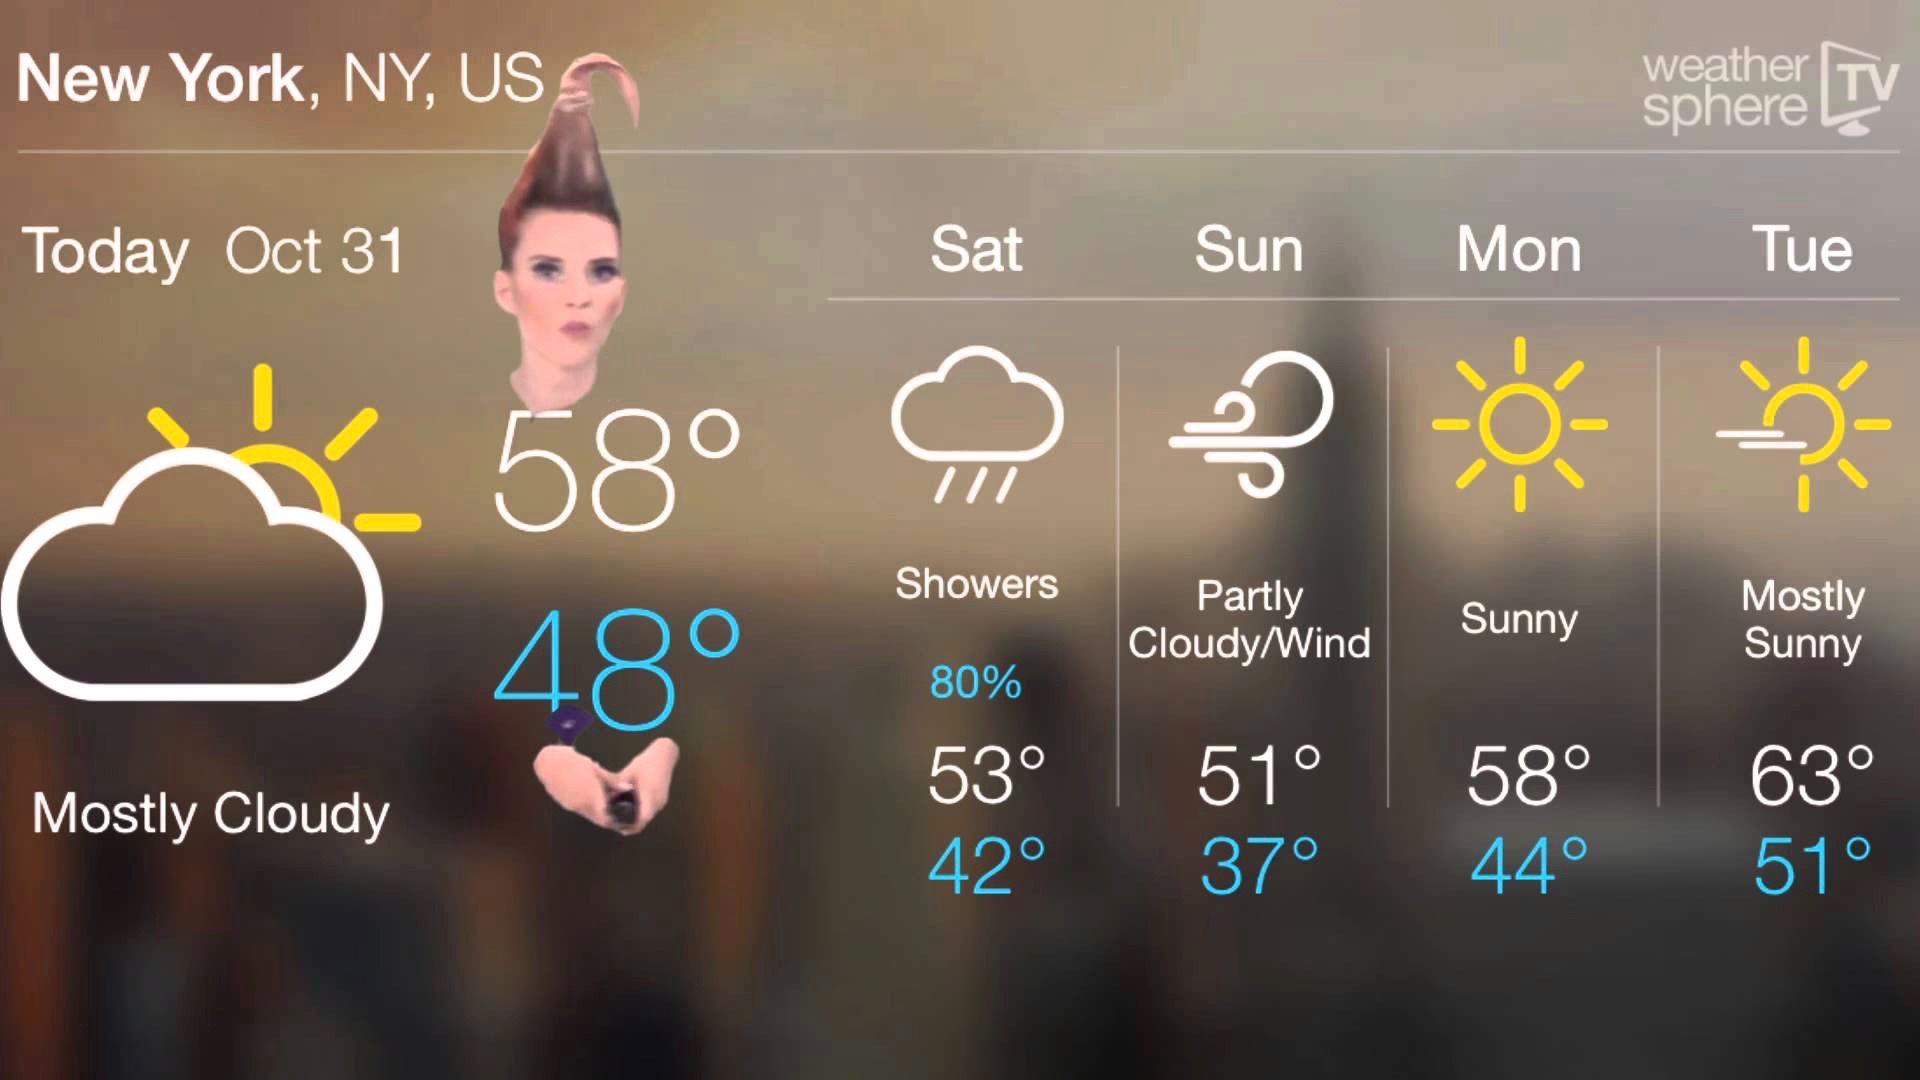 New York, NY, US
weather
sphere TV
Today Oct 31
Sat Sun Mon Tue
58°
48°
Mostly Cloudy
Showers
80%
53°
42°
Partly
Cloudy/Wind
51°
37°
Sunny
58°
44°
Mostly
Sunny
63°
51°